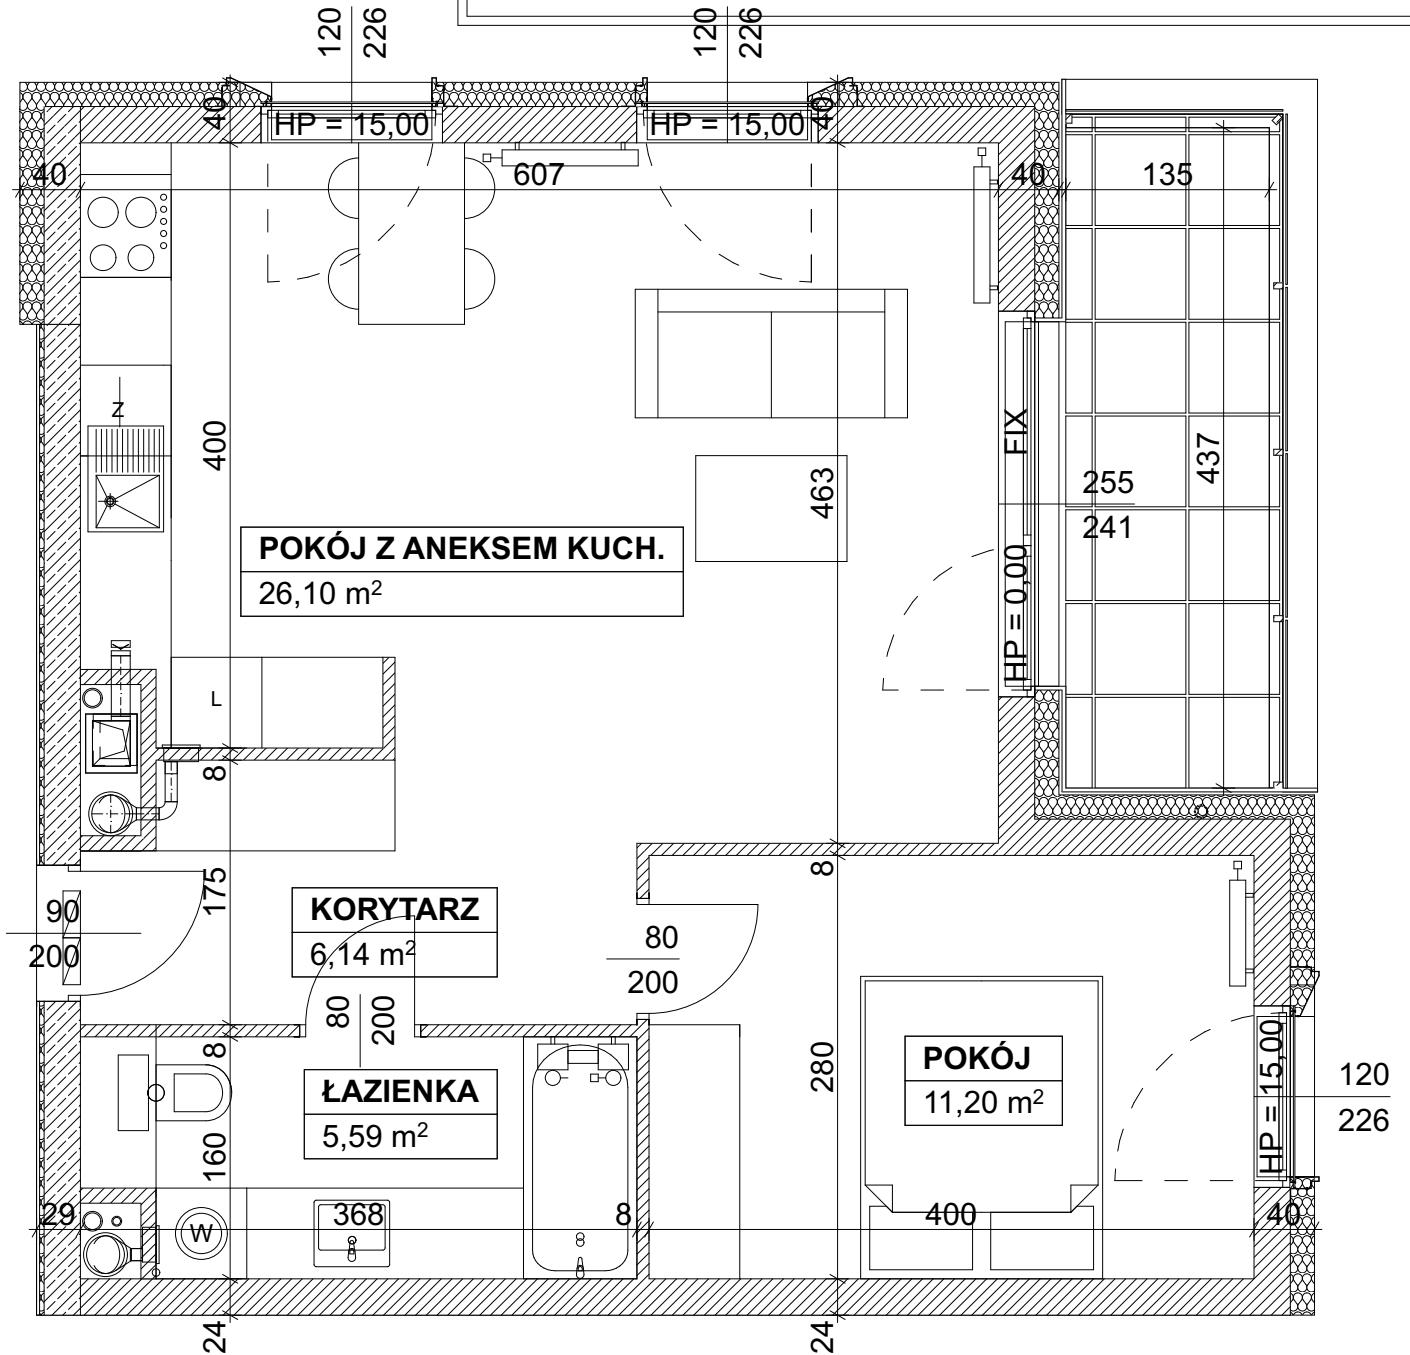 120
226
120
226
40
HP = 15,00
HP = 15,00
40
40
607
40
135
400
Z
463
FIX
437
255
241
POKÓJ Z ANEKSEM KUCH.
26,10 m²
HP = 0,00
L
8
8
175
KORYTARZ
6,14 m²
90
200
80
200
80
200
8
ŁAZIENKA
5,59 m²
280
POKÓJ
11,20 m²
HP = 15,00
120
226
160
29
W
368
8
400
40
24
24